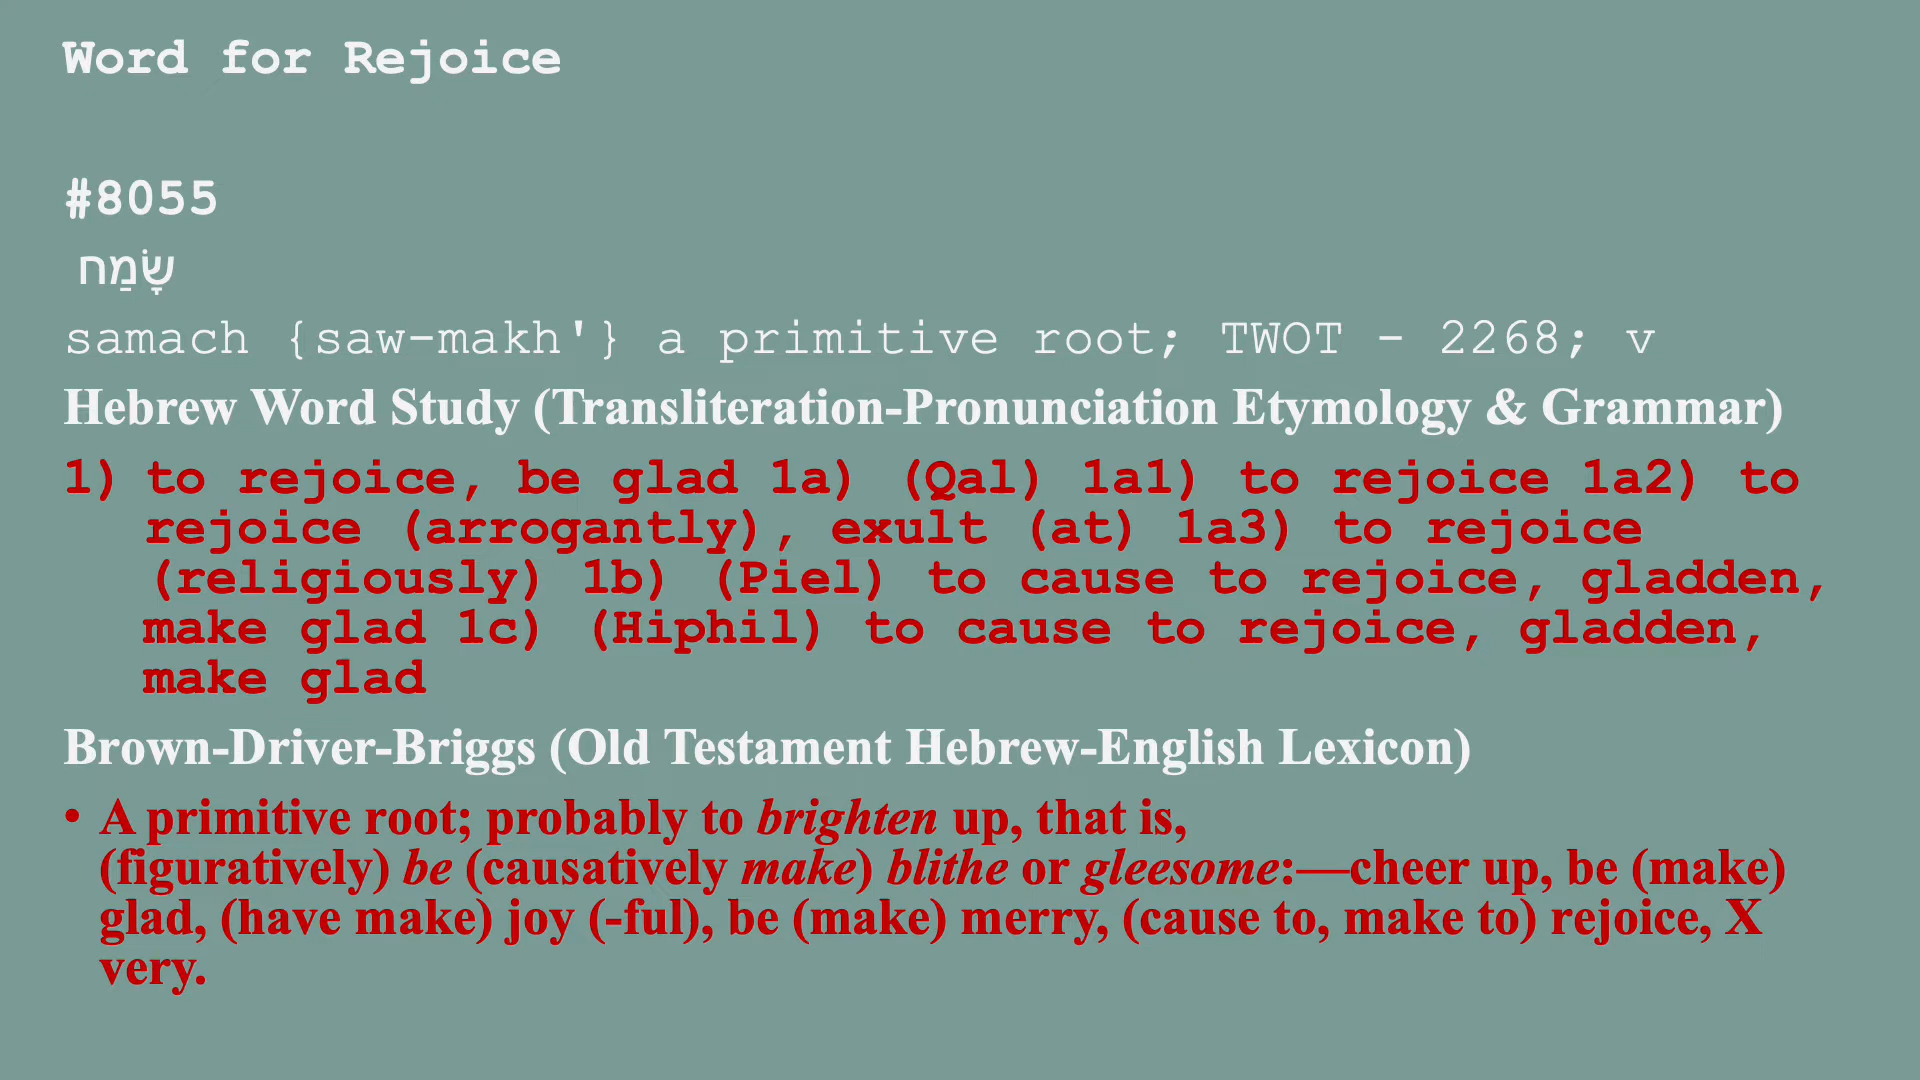 Word for Rejoice
#8055
שָׂמַח
samach {saw-makh'} a primitive root; TWOT - 2268; v
Hebrew Word Study (Transliteration-Pronunciation Etymology & Grammar)
1) to rejoice, be glad 1a) (Qal) 1a1) to rejoice 1a2) to
rejoice (arrogantly), exult (at) 1a3) to rejoice
(religiously) 1b) (Piel) to cause to rejoice, gladden,
make glad 1c) (Hiphil) to cause to rejoice, gladden,
make glad
Brown-Driver-Briggs (Old Testament Hebrew-English Lexicon)
• A primitive root; probably to brighten up, that is,
(figuratively) be (causatively make) blithe or gleesome:—cheer up, be (make)
glad, (have make) joy (-ful), be (make) merry, (cause to, make to) rejoice, X
very.